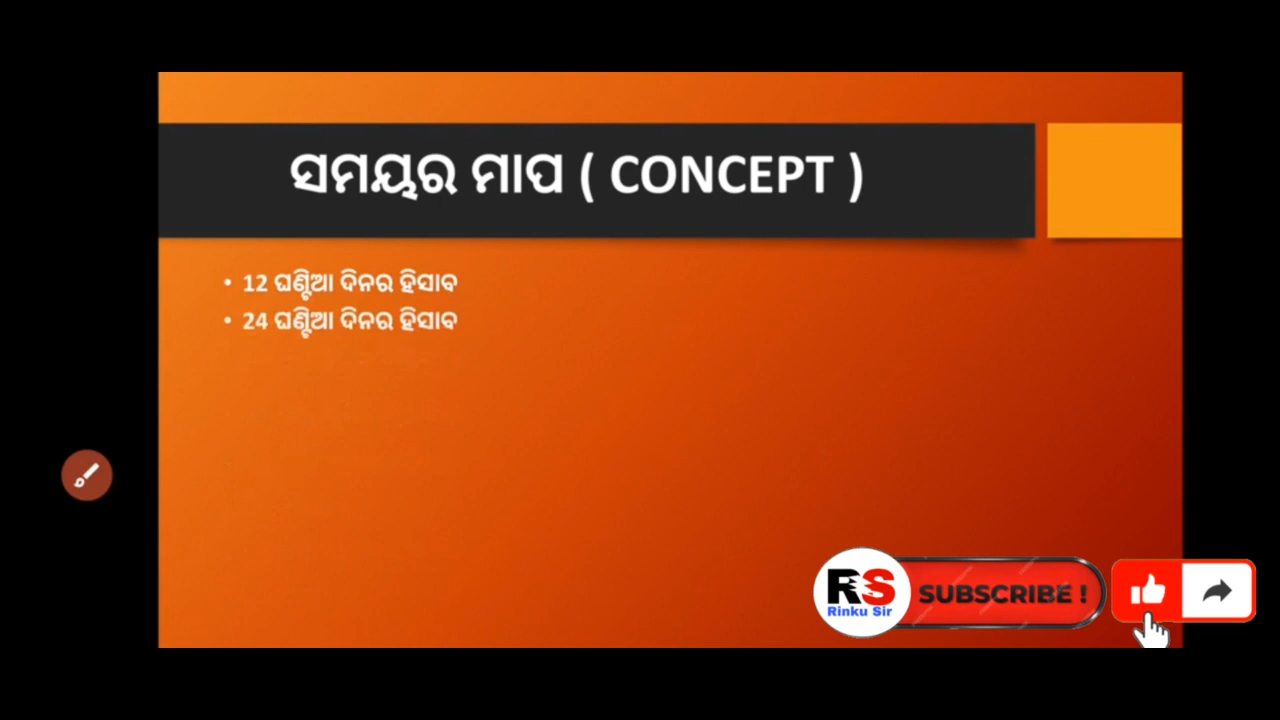 ସମୟର ମାପ ( CONCEPT )
• 12 ଘଣ୍ଟିଆ ଦିନର ହିସାବ
• 24 ଘଣ୍ଟିଆ ଦିନର ହିସାବ
RS
Rinku Sir
SUBSCRIBE !